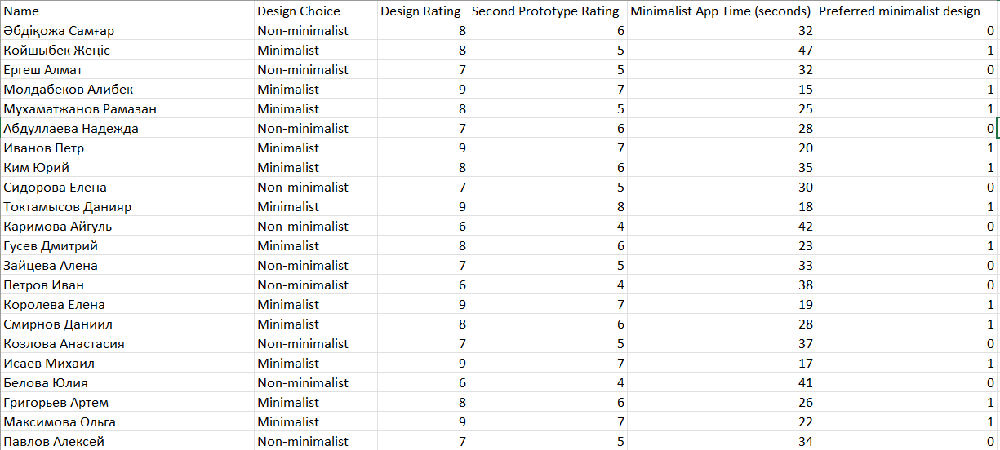 Name Design Choice Design Rating Second Prototype Rating Minimalist App Time (seconds) Preferred minimalist design
Әбдіқожа Самғар Non-minimalist 8 6 32 0
Койшыбек Жеңіс Minimalist 8 5 47 1
Ергеш Алмат Non-minimalist 7 5 32 0
Молдабеков Алибек Minimalist 9 7 15 1
Мухаматжанов Рамазан Minimalist 8 5 25 1
Абдуллаева Надежда Non-minimalist 7 6 28 0
Иванов Петр Minimalist 9 7 20 1
Ким Юрий Minimalist 8 6 35 1
Сидорова Елена Non-minimalist 7 5 30 0
Токтамысов Данияр Minimalist 9 8 18 1
Каримова Айгуль Non-minimalist 6 4 42 0
Гусев Дмитрий Minimalist 8 6 23 1
Зайцева Алена Non-minimalist 7 5 33 0
Петров Иван Non-minimalist 6 4 38 0
Королева Елена Minimalist 9 7 19 1
Смирнов Даниил Minimalist 8 6 28 1
Козлова Анастасия Non-minimalist 7 5 37 0
Исаев Михаил Minimalist 9 7 17 1
Белова Юлия Non-minimalist 6 4 41 0
Григорьев Артем Minimalist 8 6 26 1
Максимова Ольга Minimalist 9 7 22 1
Павлов Алексей Non-minimalist 7 5 34 0